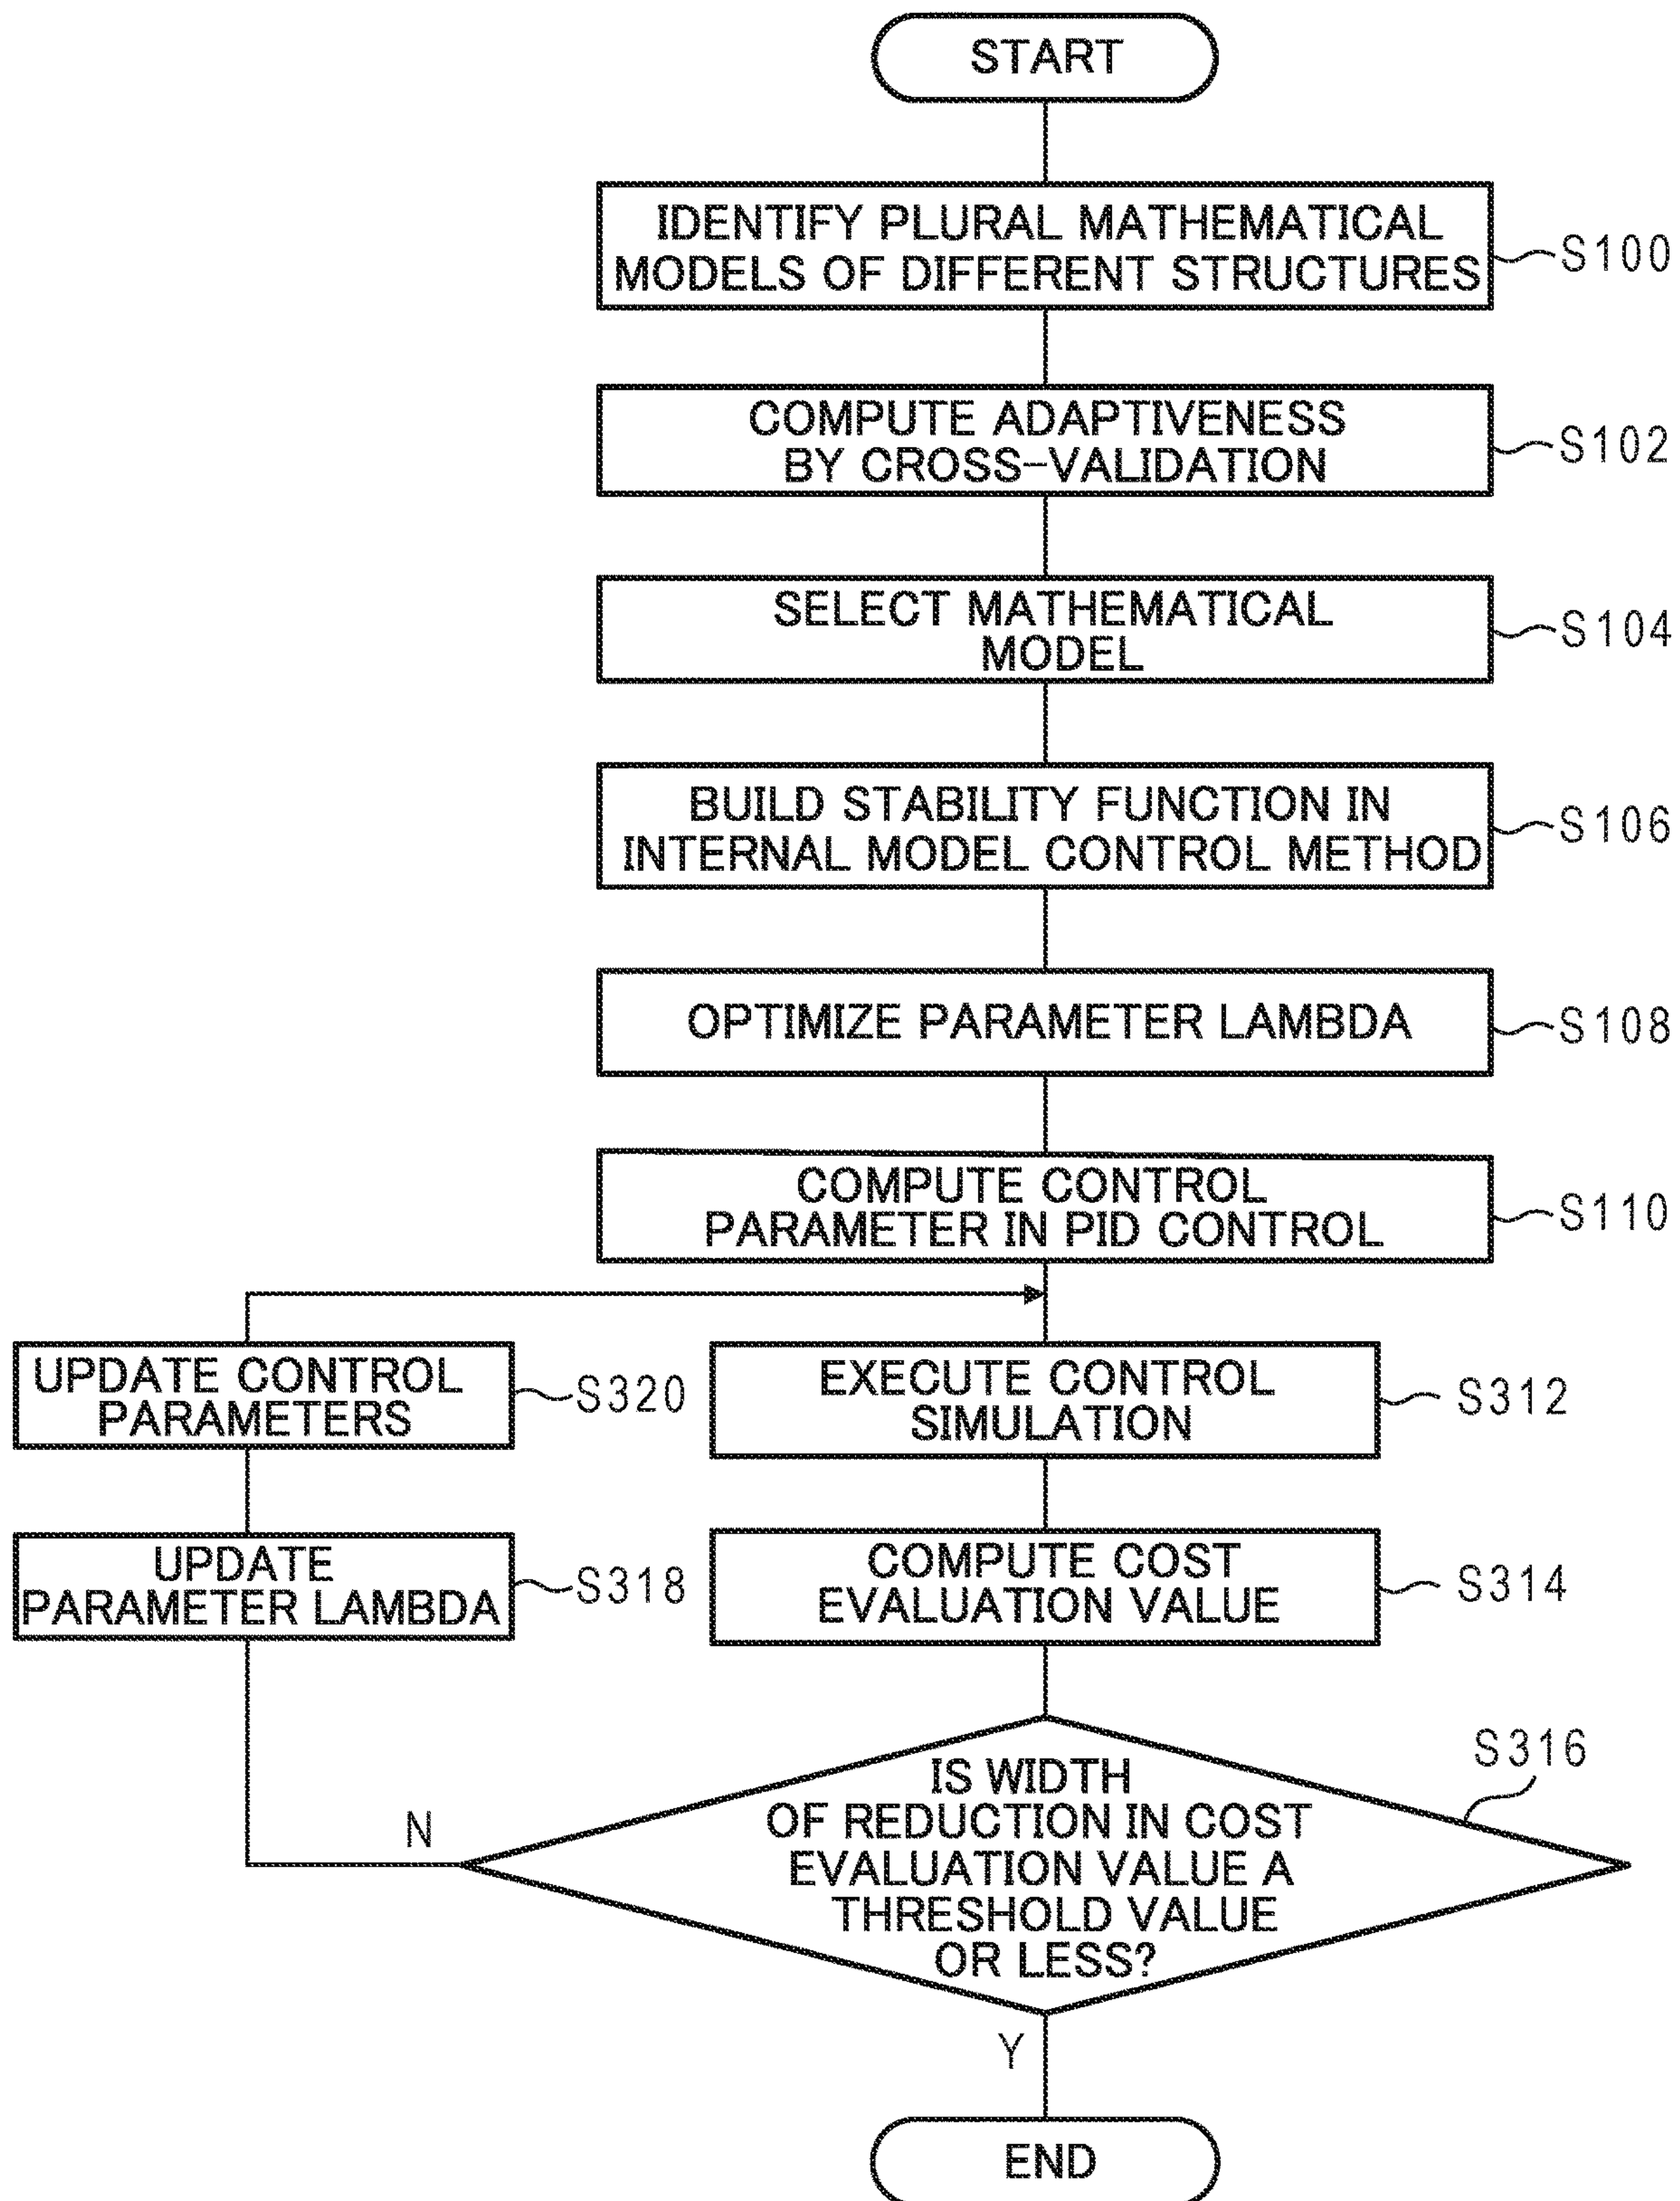 START
IDENTIFY PLURAL MATHEMATICAL
MODELS OF DIFFERENT STRUCTURES
S100
COMPUTE ADAPTIVENESS
BY CROSS-VALIDATION
S102
SELECT MATHEMATICAL
MODEL
S104
BUILD STABILITY FUNCTION IN
INTERNAL MODEL CONTROL METHOD
S106
OPTIMIZE PARAMETER LAMBDA
S108
COMPUTE CONTROL
PARAMETER IN PID CONTROL
S110
UPDATE CONTROL
PARAMETERS
S320
EXECUTE CONTROL
SIMULATION
S312
UPDATE
PARAMETER LAMBDA
S318
COMPUTE COST
EVALUATION VALUE
S314
IS WIDTH
OF REDUCTION IN COST
EVALUATION VALUE A
THRESHOLD VALUE
OR LESS?
S316
N
Y
END